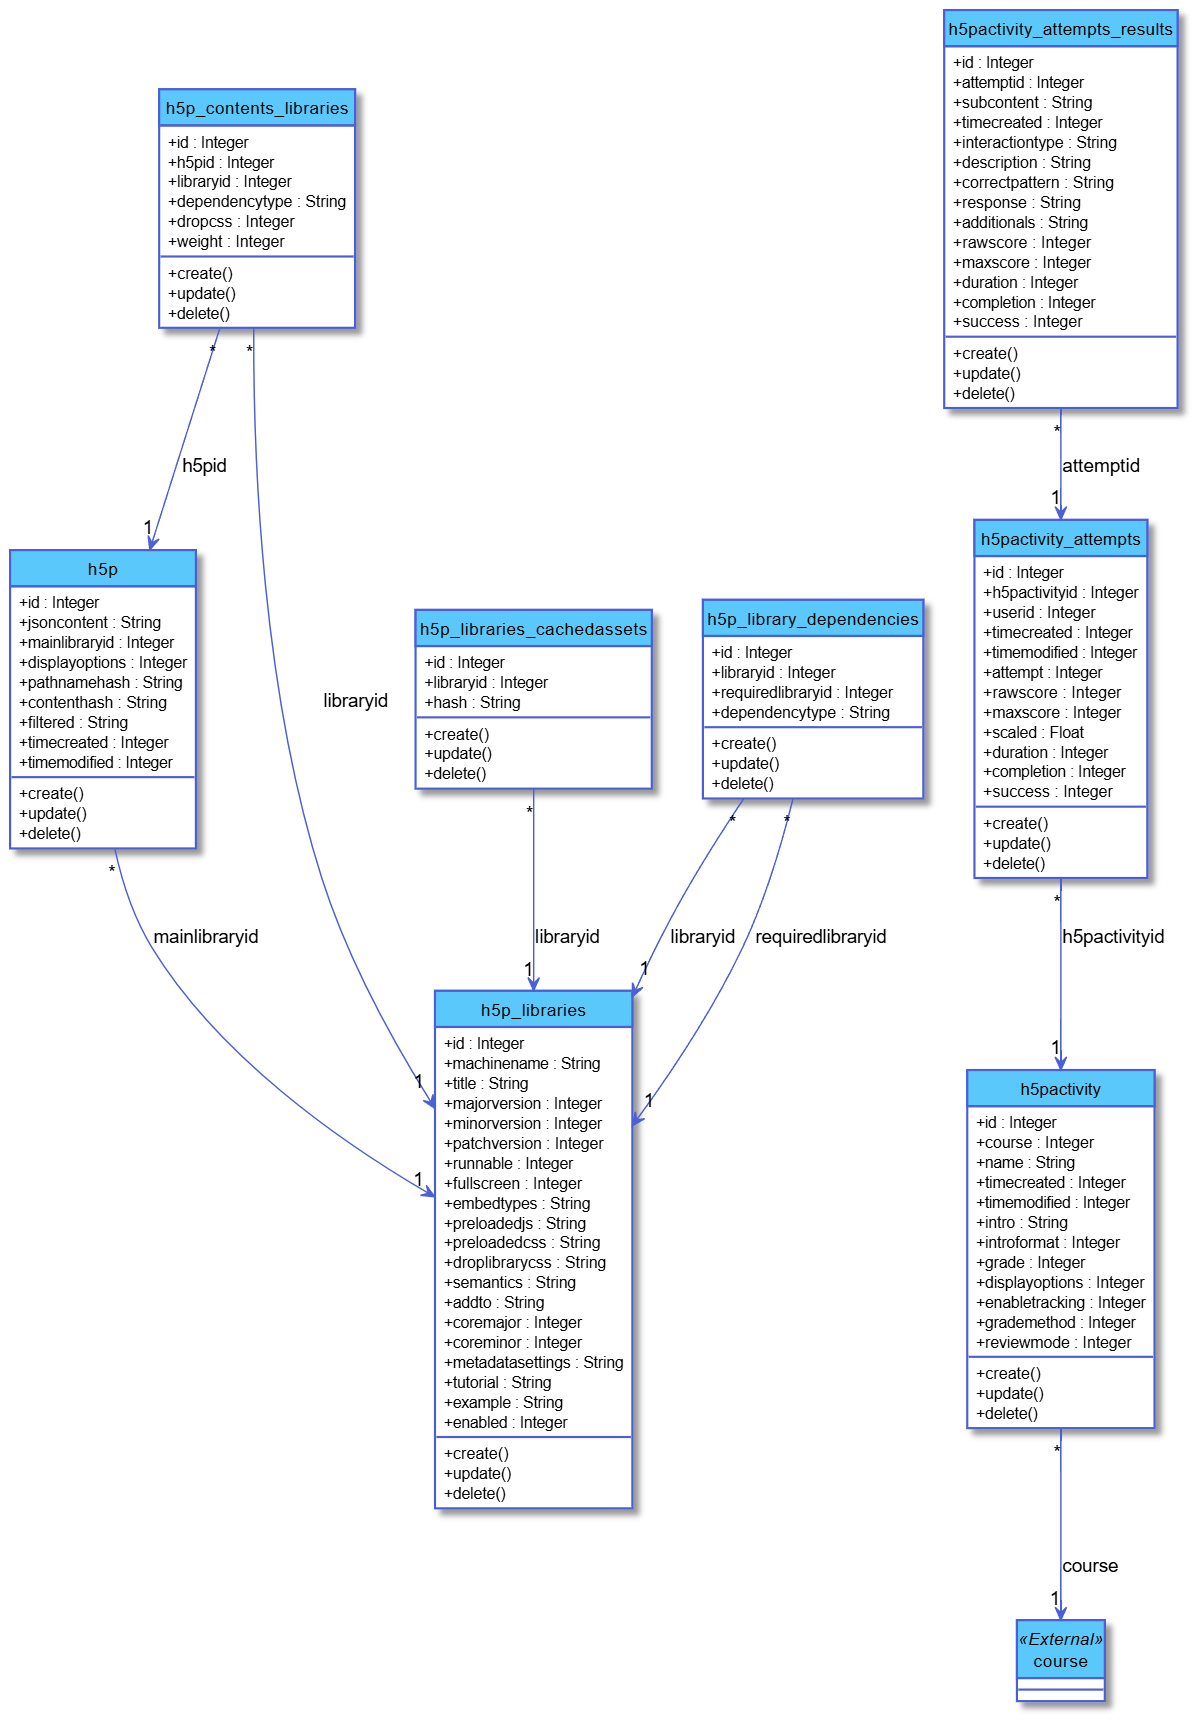 h5p_contents_libraries
+id : Integer
+h5pid : Integer
+libraryid : Integer
+dependencytype : String
+dropcss : Integer
+weight : Integer
+create()
+update()
+delete()
*
*
h5pid
1
libraryid
1
h5p
+id : Integer
+jsoncontent : String
+mainlibraryid : Integer
+displayoptions : Integer
+pathnamehash : String
+contenthash : String
+filtered : String
+timecreated : Integer
+timemodified : Integer
+create()
+update()
+delete()
*
mainlibraryid
1
h5p_libraries_cachedassets
+id : Integer
+libraryid : Integer
+hash : String
+create()
+update()
+delete()
*
libraryid
1
h5p_library_dependencies
+id : Integer
+libraryid : Integer
+requiredlibraryid : Integer
+dependencytype : String
+create()
+update()
+delete()
*
*
libraryid
requiredlibraryid
1
1
h5p_libraries
+id : Integer
+machinename : String
+title : String
+majorversion : Integer
+minorversion : Integer
+patchversion : Integer
+runnable : Integer
+fullscreen : Integer
+embedtypes : String
+preloadedjs : String
+preloadedcss : String
+droplibrarycss : String
+semantics : String
+addto : String
+coremajor : Integer
+coreminor : Integer
+metadatasettings : String
+tutorial : String
+example : String
+enabled : Integer
+create()
+update()
+delete()
h5pactivity_attempts_results
+id : Integer
+attemptid : Integer
+subcontent : String
+timecreated : Integer
+interactiontype : String
+description : String
+correctpattern : String
+response : String
+additionals : String
+rawscore : Integer
+maxscore : Integer
+duration : Integer
+completion : Integer
+success : Integer
+create()
+update()
+delete()
*
attemptid
1
h5pactivity_attempts
+id : Integer
+h5pactivityid : Integer
+userid : Integer
+timecreated : Integer
+timemodified : Integer
+attempt : Integer
+rawscore : Integer
+maxscore : Integer
+scaled : Float
+duration : Integer
+completion : Integer
+success : Integer
+create()
+update()
+delete()
*
h5pactivityid
1
h5pactivity
+id : Integer
+course : Integer
+name : String
+timecreated : Integer
+timemodified : Integer
+intro : String
+introformat : Integer
+grade : Integer
+displayoptions : Integer
+enabletracking : Integer
+grademethod : Integer
+reviewmode : Integer
+create()
+update()
+delete()
*
course
1
«External»
course